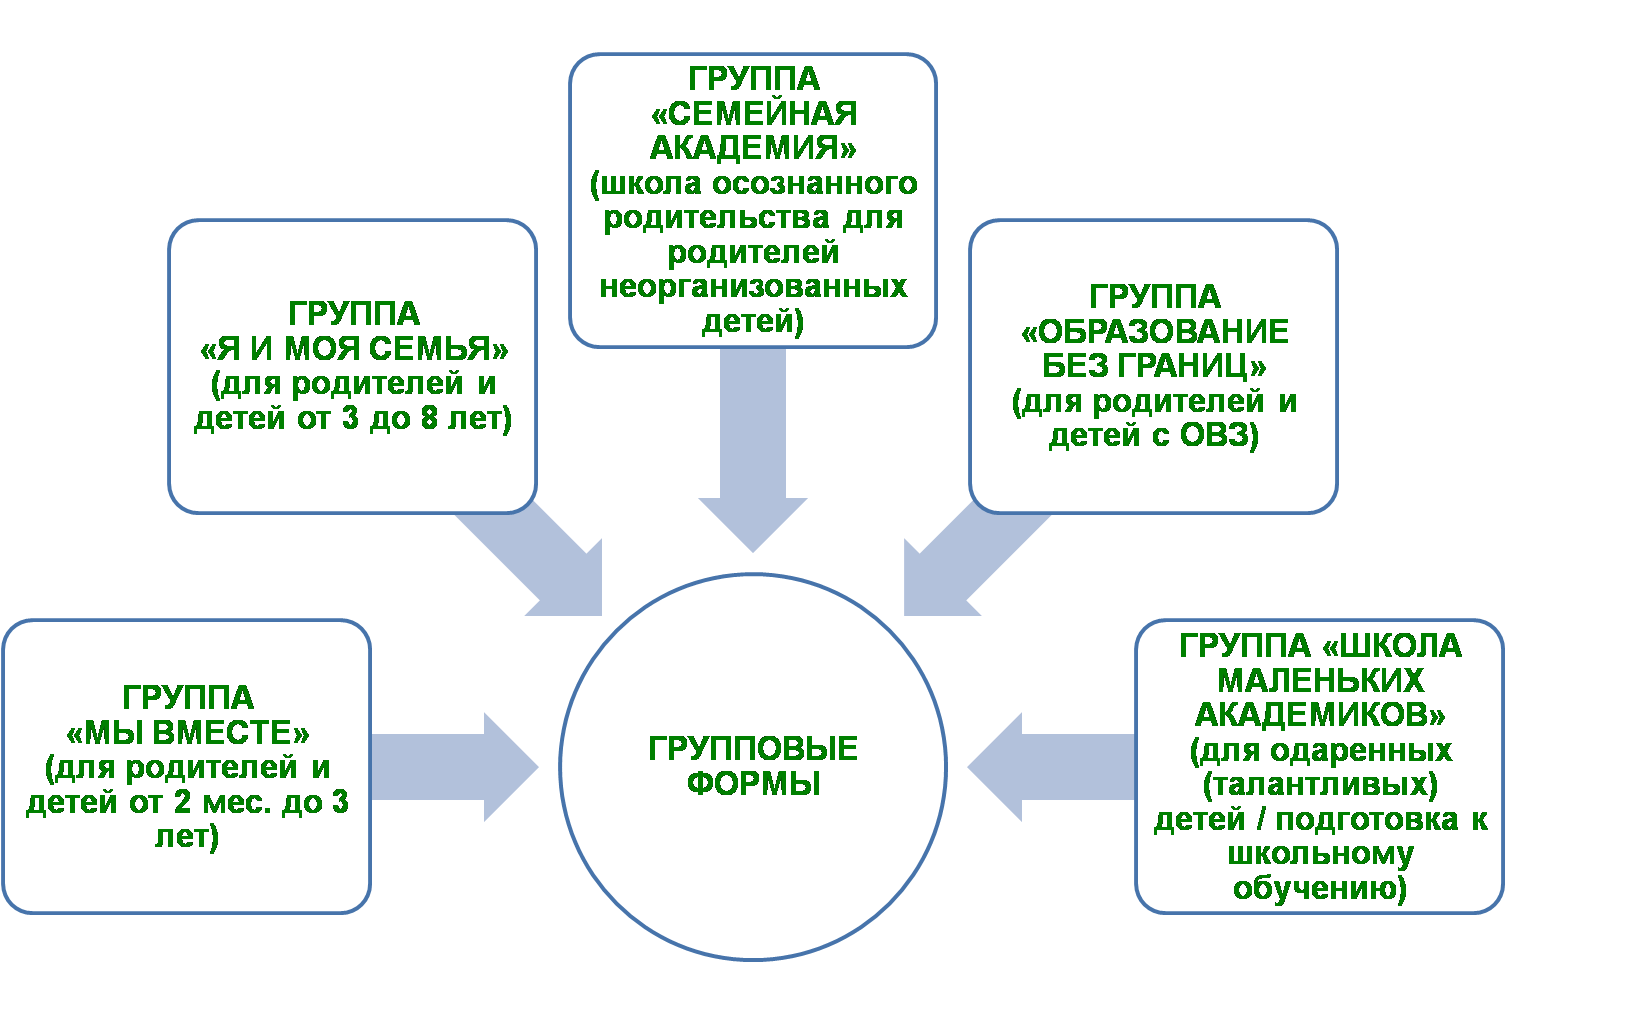 ГРУППА
«СЕМЕЙНАЯ
АКАДЕМИЯ»
(школа осознанного
родительства для
родителей
неорганизованных
детей)
ГРУППА
«Я И МОЯ СЕМЬЯ»
(для родителей и
детей от 3 до 8 лет)
ГРУППА
«ОБРАЗОВАНИЕ
БЕЗ ГРАНИЦ»
(для родителей и
детей с ОВЗ)
ГРУППА
«МЫ ВМЕСТЕ»
(для родителей и
детей от 2 мес. до 3
лет)
ГРУППОВЫЕ
ФОРМЫ
ГРУППА «ШКОЛА
МАЛЕНЬКИХ
АКАДЕМИКОВ»
(для одаренных
(талантливых)
детей / подготовка к
школьному
обучению)